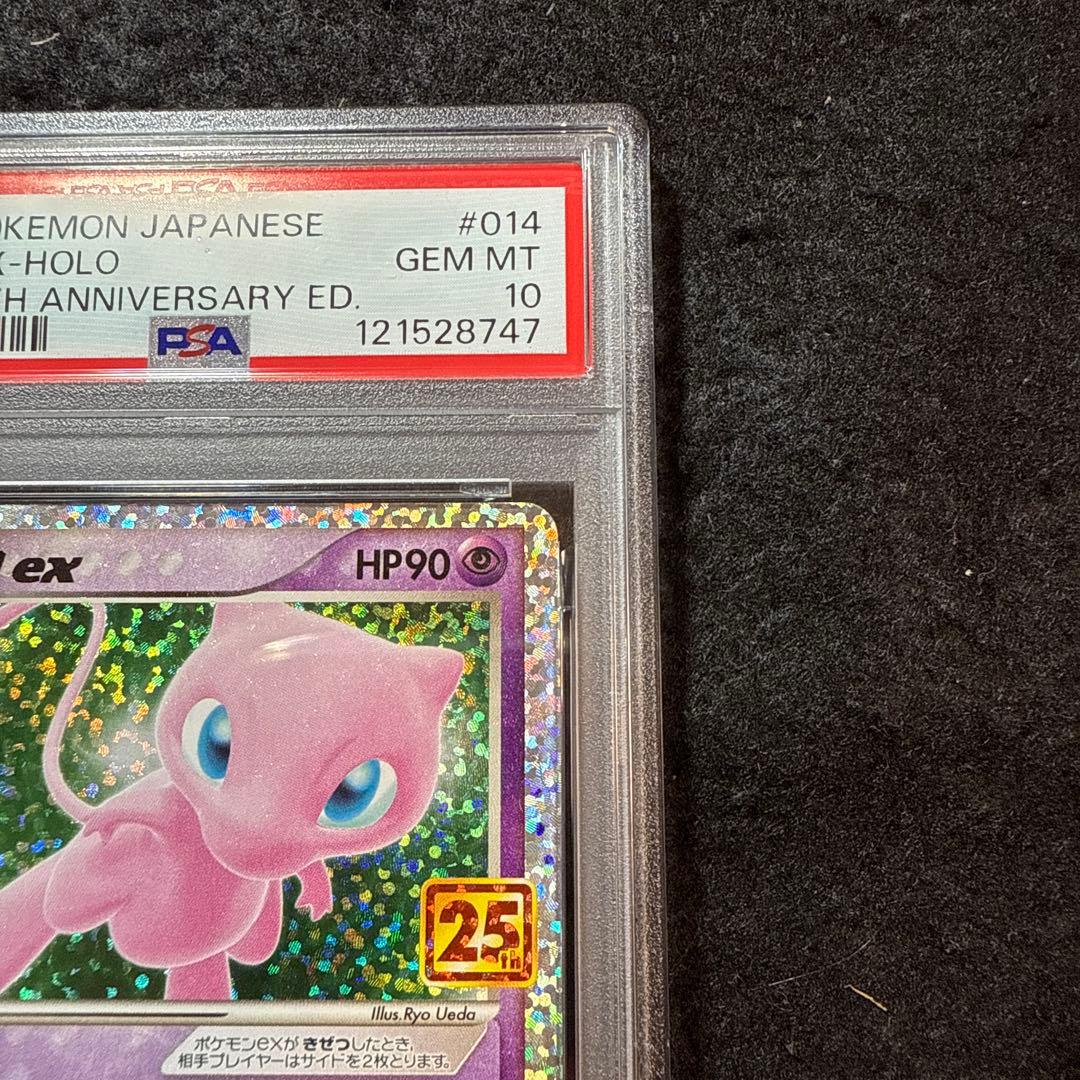 OKEMON JAPANESE #014
X-HOLO GEM MT
TH ANNIVERSARY ED. 10
PSA 121528747
ex HP90
25th
Illus.Ryo Ueda
ポケモンexが きぜつしたとき、
相手プレイヤーはサイドを2枚とります。